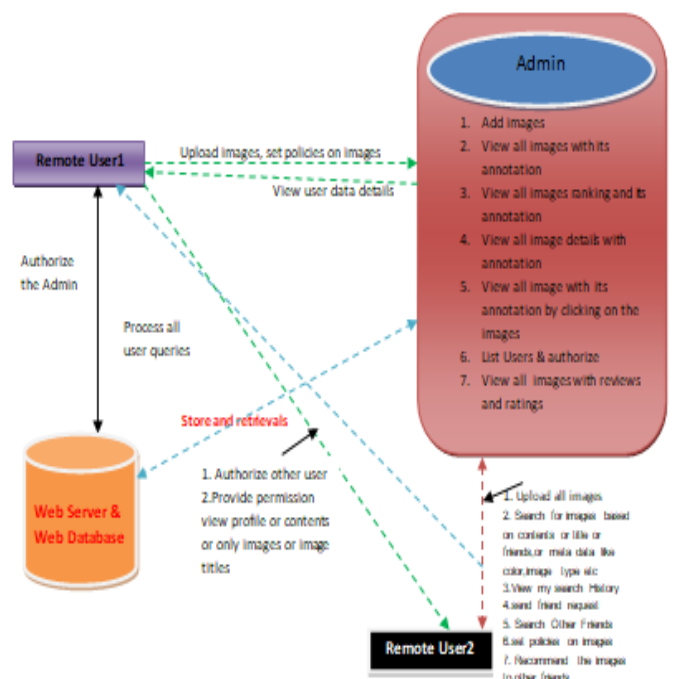 Admin
1. Add images
2. View all images with its
annotation
3. View all images ranking and its
annotation
4. View all image details with
annotation
5. View all image with its
annotation by clicking on the
images
6. List Users & authorize
7. View all images with reviews
and ratings
Remote User1
Upload images, set policies on images
View user data details
Authorize
the Admin
Process all
user queries
Store and retrievals
1. Authorize other user
2.Provide permission
view profile or contents
or only images or image
titles
Web Server &
Web Database
1. Upload all images
2. Search for images based
on contents or title or
friends,or meta data like
color,image type etc
3.View my search History
4.send friend request
5. Search Other Friends
6.set policies on images
7. Recommend the images
to other friends
Remote User2